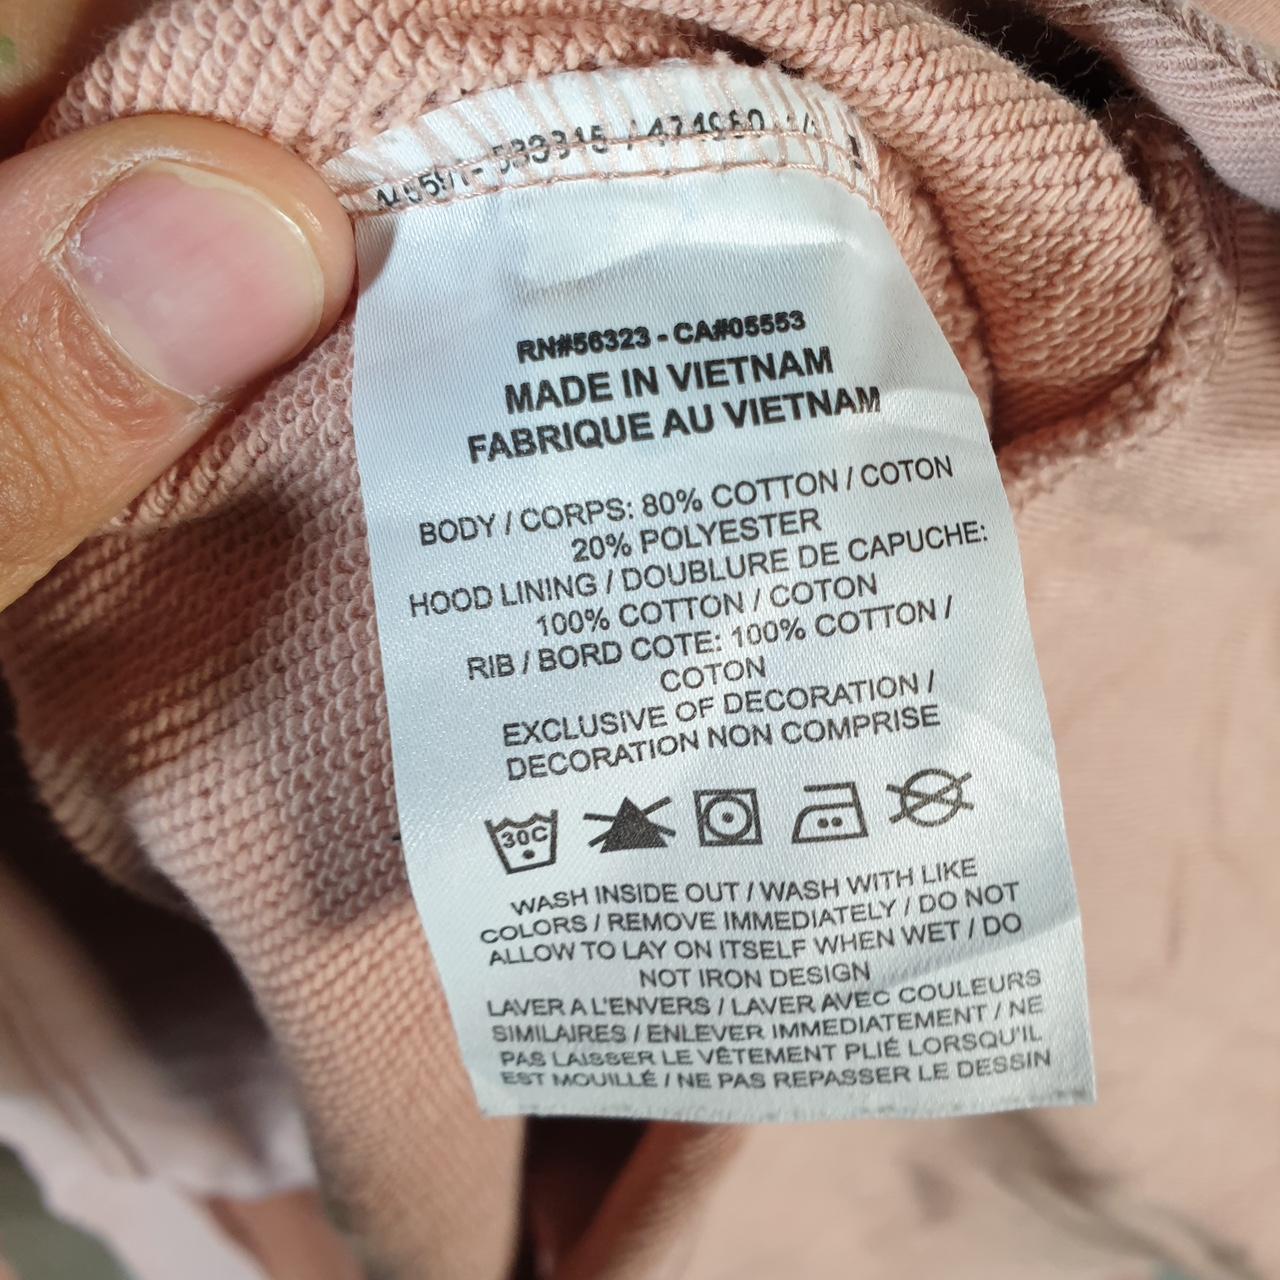 533315 / 471980
RN#56323 - CA#05553
MADE IN VIETNAM
FABRIQUE AU VIETNAM
BODY / CORPS: 80% COTTON / COTON
20% POLYESTER
HOOD LINING / DOUBLURE DE CAPUCHE:
100% COTTON / COTON
RIB / BORD COTE: 100% COTTON /
COTON
EXCLUSIVE OF DECORATION /
DECORATION NON COMPRISE
30C
WASH INSIDE OUT / WASH WITH LIKE
COLORS / REMOVE IMMEDIATELY / DO NOT
ALLOW TO LAY ON ITSELF WHEN WET / DO
NOT IRON DESIGN
LAVER A L'ENVERS / LAVER AVEC COULEURS
SIMILAIRES / ENLEVER IMMEDIATEMENT / NE
PAS LAISSER LE VÊTEMENT PLIÉ LORSQU'IL
EST MOUILLÉ / NE PAS REPASSER LE DESSIN